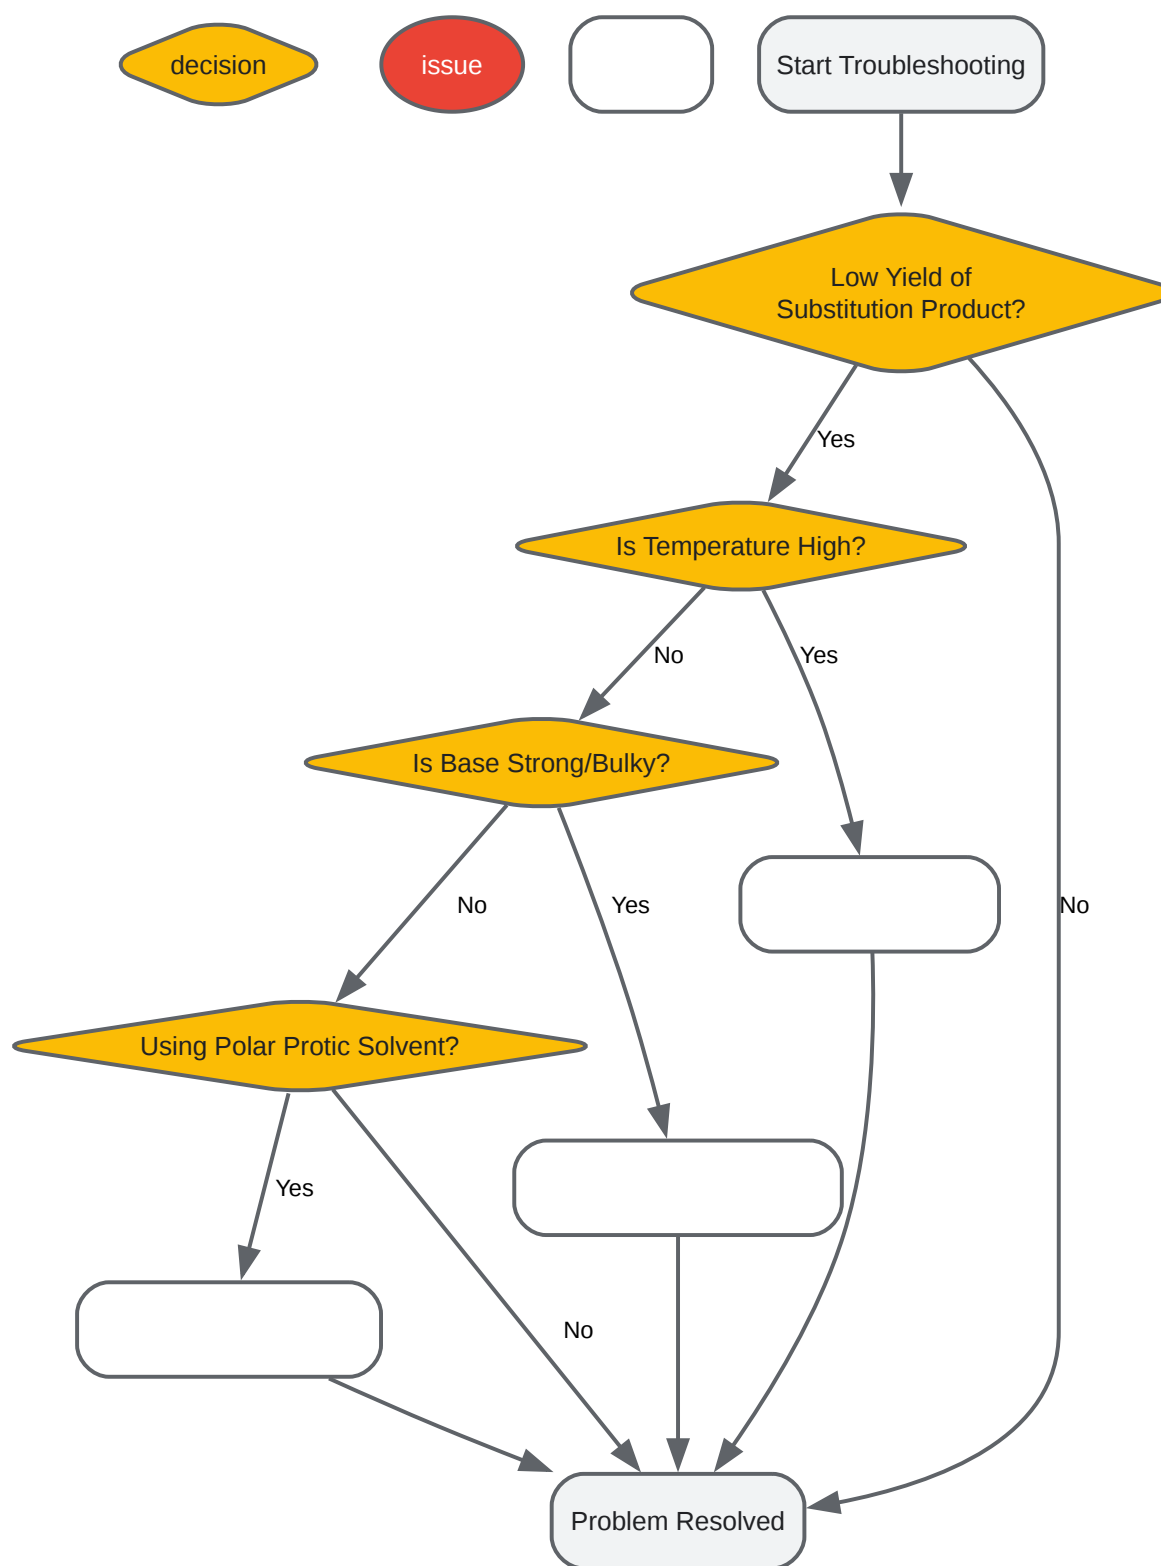 decision
issue
Start Troubleshooting
Low Yield of
Substitution Product?
Yes
Is Temperature High?
No
Yes
Is Base Strong/Bulky?
No
Yes
No
Using Polar Protic Solvent?
Yes
No
Problem Resolved